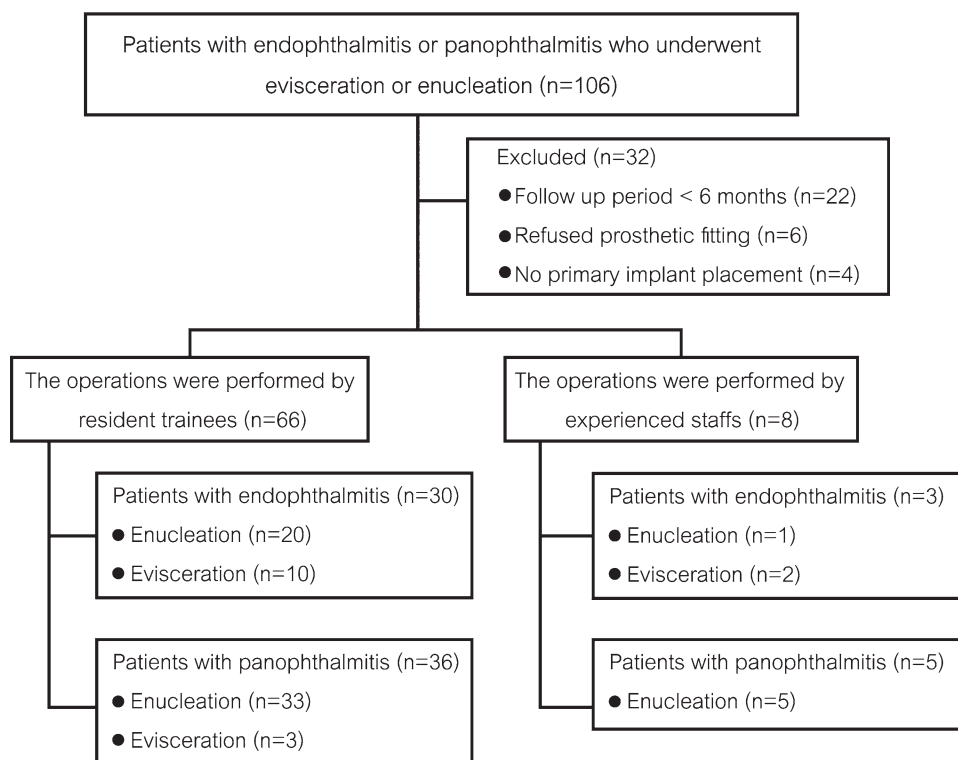 Patients with endophthalmitis or panophthalmitis who underwent
evisceration or enucleation (n=106)
Excluded (n=32)
●Follow up period < 6 months (n=22)
●Refused prosthetic fitting (n=6)
●No primary implant placement (n=4)
The operations were performed by
resident trainees (n=66)
The operations were performed by
experienced staffs (n=8)
Patients with endophthalmitis (n=30)
● Enucleation (n=20)
● Evisceration (n=10)
Patients with endophthalmitis (n=3)
● Enucleation (n=1)
● Evisceration (n=2)
Patients with panophthalmitis (n=36)
● Enucleation (n=33)
● Evisceration (n=3)
Patients with panophthalmitis (n=5)
● Enucleation (n=5)